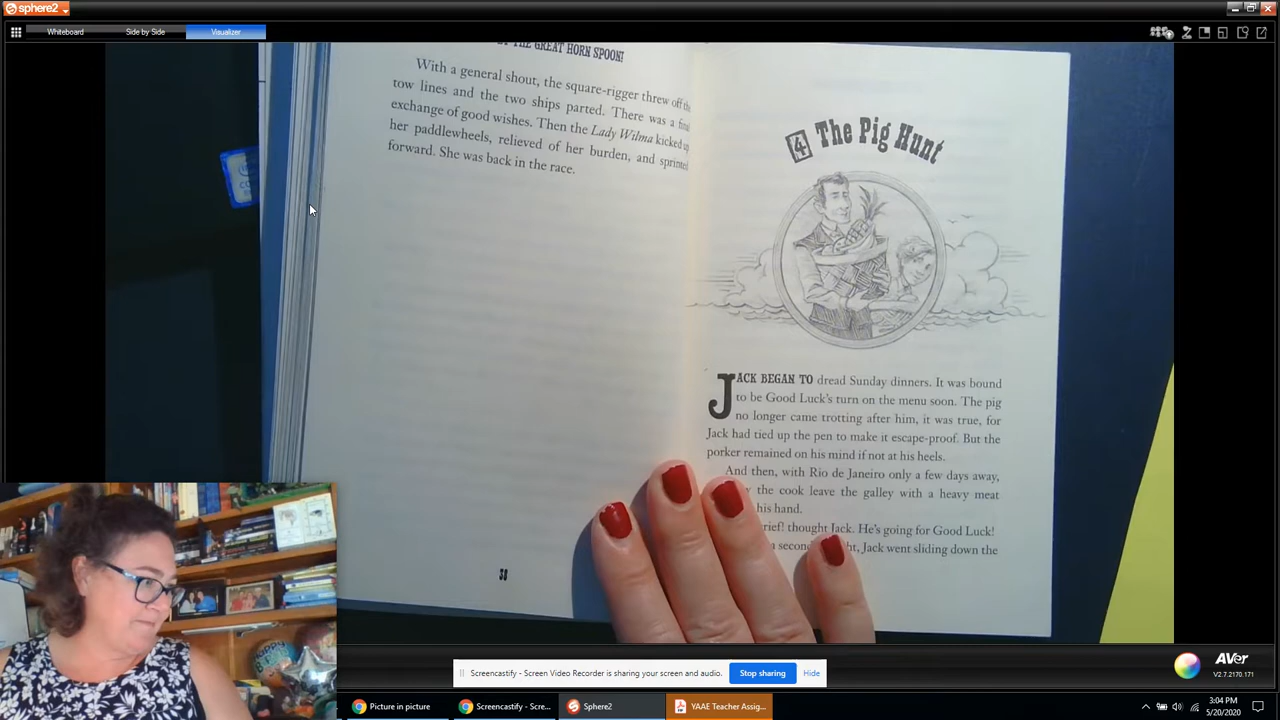 sphere2
Whiteboard
Side by Side
Visualizer
THE GREAT HORN SPOON!
With a general shout, the square-rigger threw off the
tow lines and the two ships parted. There was a final
exchange of good wishes. Then the Lady Wilma kicked up
her paddlewheels, relieved of her burden, and sprinted
forward. She was back in the race.
38
4 The Pig Hunt
JACK BEGAN TO dread Sunday dinners. It was bound
to be Good Luck's turn on the menu soon. The pig
no longer came trotting after him, it was true, for
Jack had tied up the pen to make it escape-proof. But the
porker remained on his mind if not at his heels.
And then, with Rio de Janeiro only a few days away,
the cook leave the galley with a heavy meat
his hand.
thought Jack. He's going for Good Luck!
Jack went sliding down the
Screencastify - Screen Video Recorder is sharing your screen and audio.
Stop sharing
Hide
AVer
V2.7.2170.171
Picture in picture
Screencastify - Scre...
Sphere2
YAAE Teacher Assig...
3:04 PM
5/20/2020